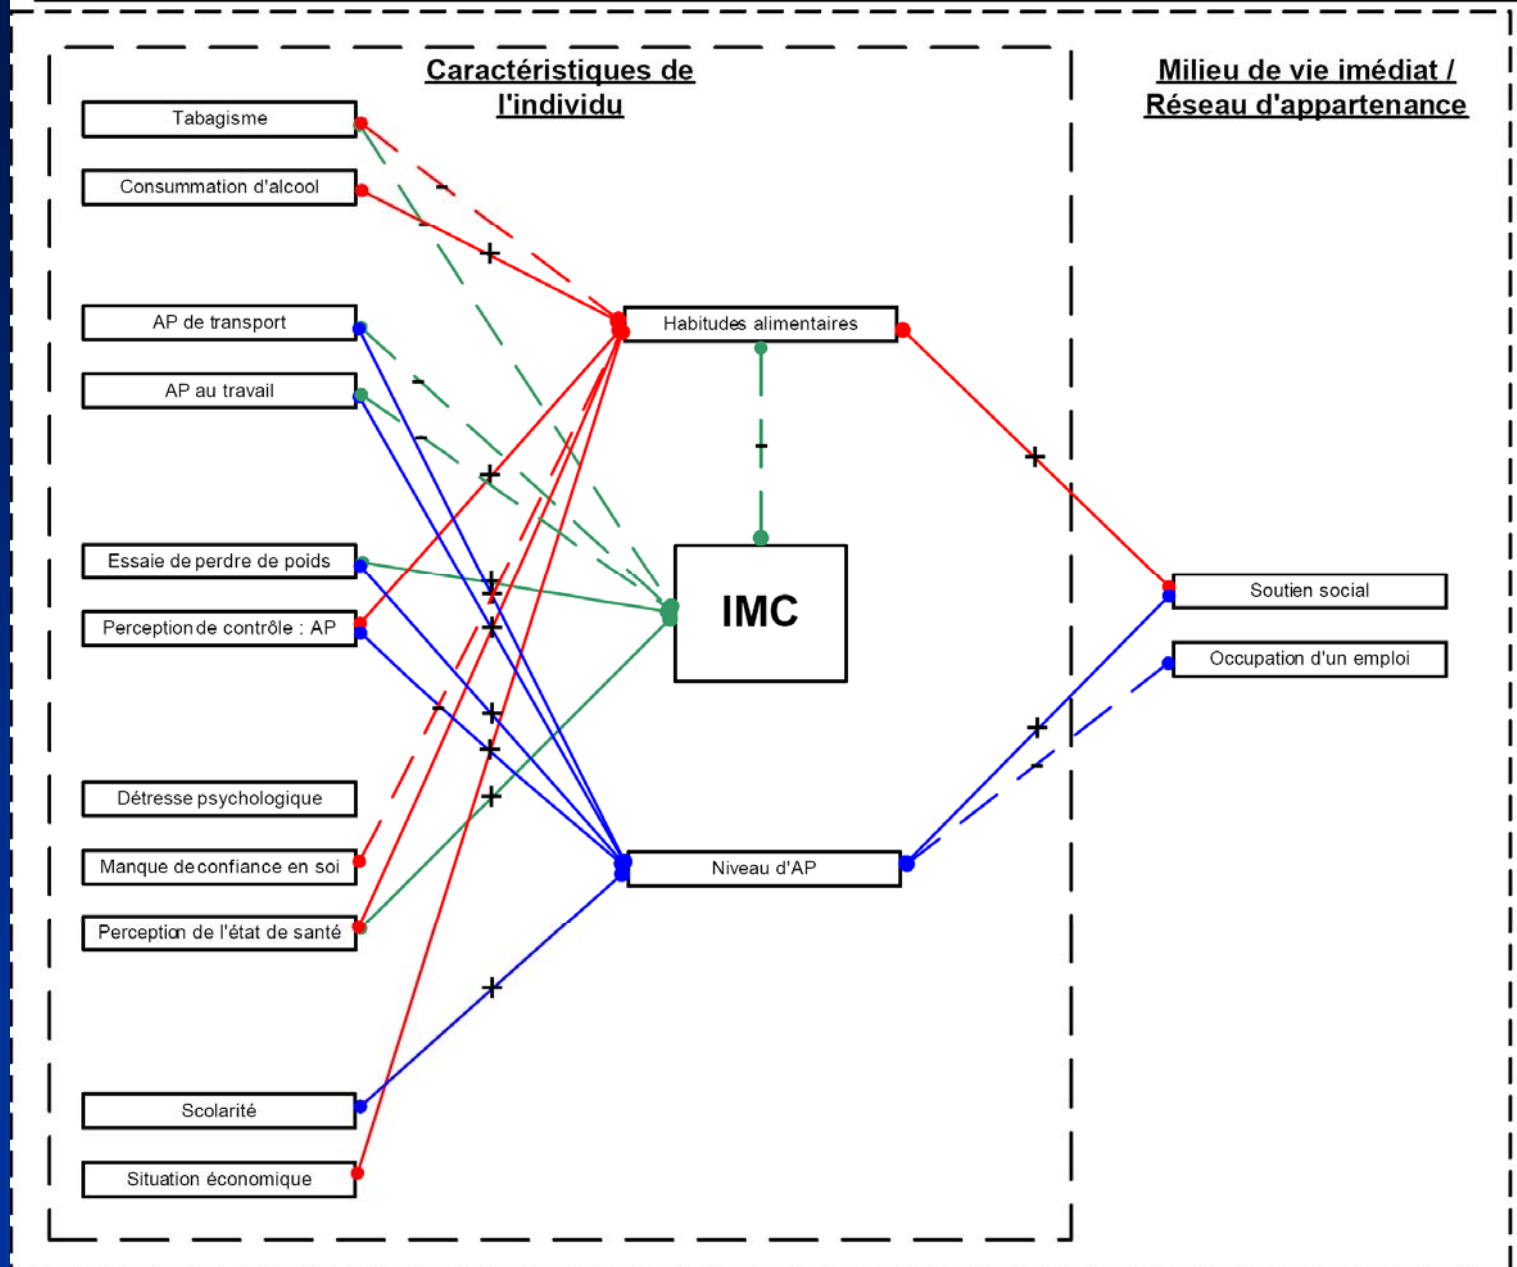 Caractéristiques de
l'individu
Milieu de vie imédiat /
Réseau d'appartenance
Tabagisme
-
Consummation d'alcool
-
+
AP de transport
Habitudes alimentaires
-
AP au travail
-
-
+
+
Essaie de perdre de poids
+
+
Soutien social
IMC
Perception de contrôle : AP
+
Occupation d'un emploi
-
+
+
+
-
Détresse psychologique
+
Manque de confiance en soi
Niveau d'AP
Perception de l'état de santé
+
Scolarité
Situation économique